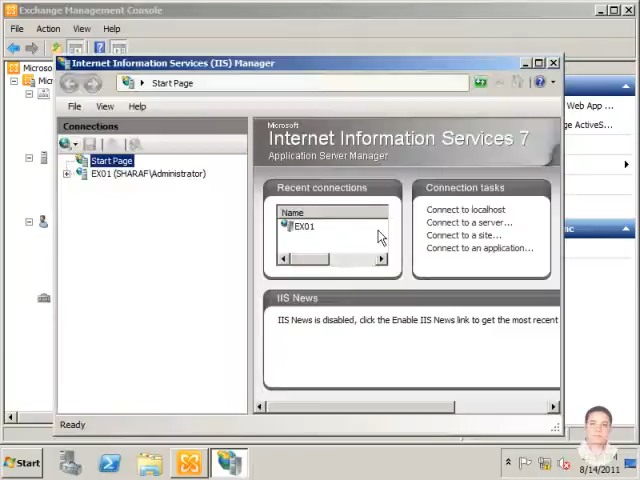 Exchange Management Console
File Action View Help
Microso
Micr
Internet Information Services (IIS) Manager
Start Page
File View Help
Connections
Start Page
EX01 (SHARAF\Administrator)
Microsoft
Internet Information Services 7
Application Server Manager
Recent connections
Name
EX01
Connection tasks
Connect to localhost
Connect to a server...
Connect to a site...
Connect to an application...
IIS News
IIS News is disabled, click the Enable IIS News link to get the most recent
Web App ...
ge ActiveS...
Ready
Start
8/14/2011